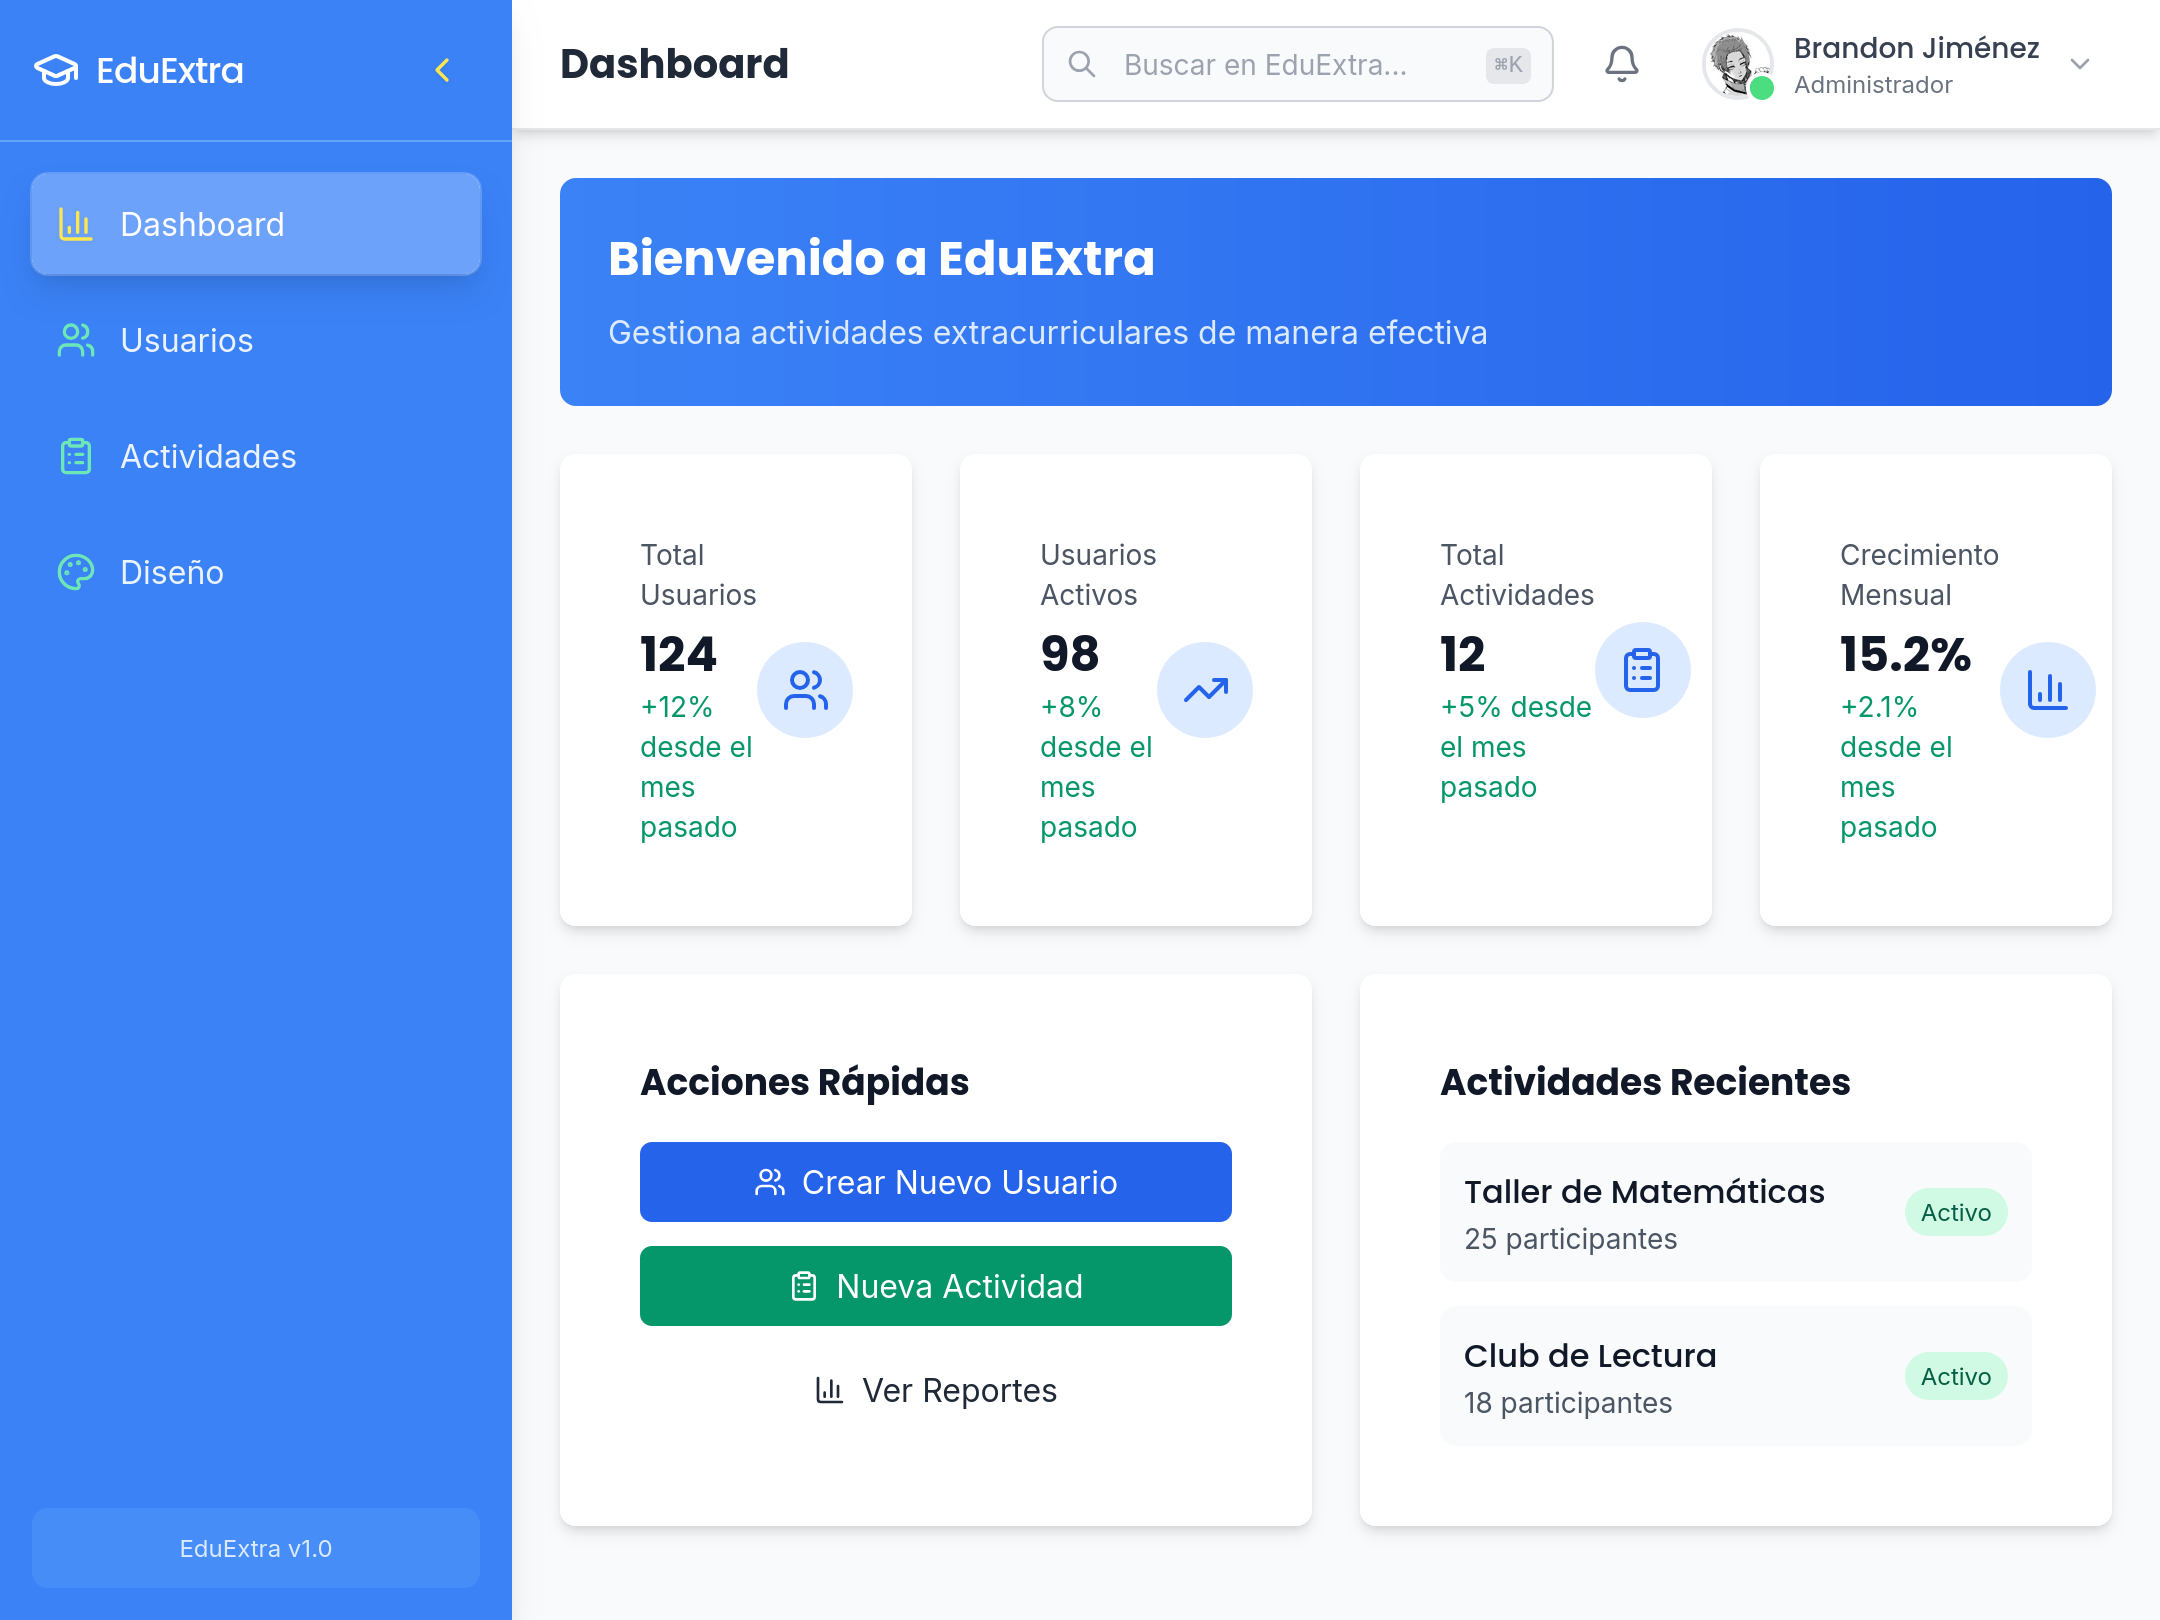 EduExtra
Dashboard
Usuarios
Actividades
Diseño
EduExtra v1.0
Dashboard
Buscar en EduExtra...
⌘K
Brandon Jiménez
Administrador
Bienvenido a EduExtra
Gestiona actividades extracurriculares de manera efectiva
Total
Usuarios
124
+12%
desde el
mes
pasado
Usuarios
Activos
98
+8%
desde el
mes
pasado
Total
Actividades
12
+5% desde
el mes
pasado
Crecimiento
Mensual
15.2%
+2.1%
desde el
mes
pasado
Acciones Rápidas
Crear Nuevo Usuario
Nueva Actividad
Ver Reportes
Actividades Recientes
Taller de Matemáticas
25 participantes
Activo
Club de Lectura
18 participantes
Activo